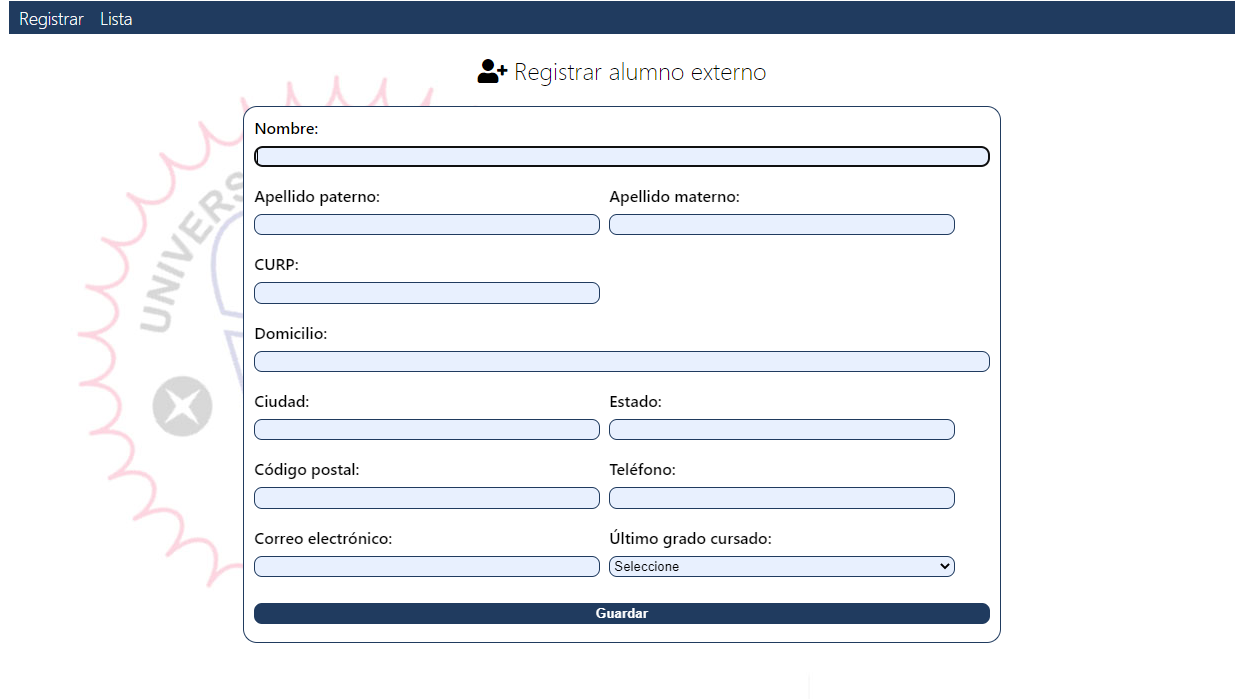 Registrar Lista
Registrar alumno externo
Nombre:
Apellido paterno: Apellido materno:
CURP:
Domicilio:
Ciudad: Estado:
Código postal: Teléfono:
Correo electrónico: Último grado cursado:
Seleccione
Guardar
UNIVERS